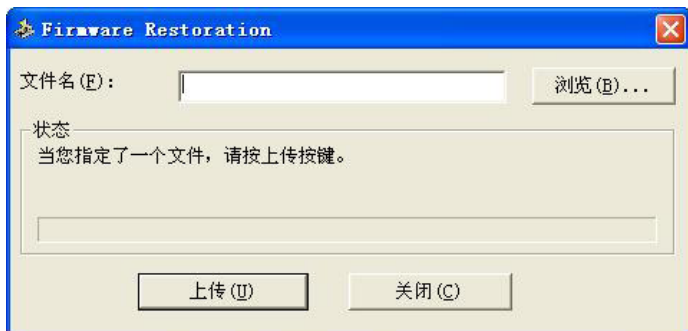 Firmware Restoration
文件名(F):
浏览(B)...
状态
当您指定了一个文件，请按上传按键。
上传(U)
关闭(C)